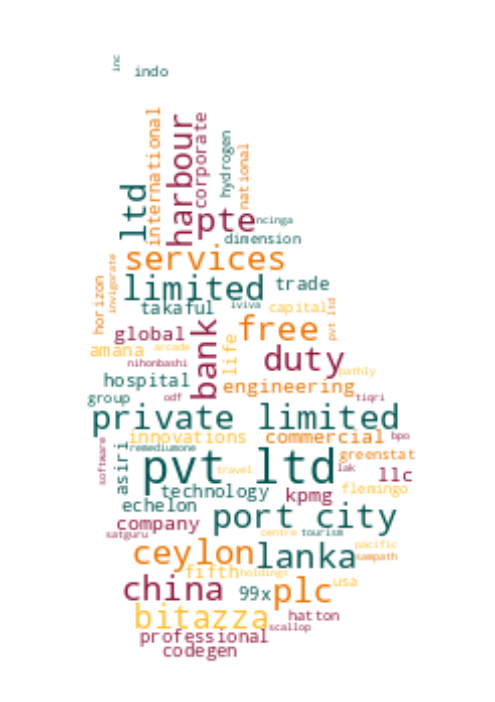 inc
indo
international
harbour
corporate
hydrogen
national
ltd
pte
ncinga
dimension
services
invigorate
horizon
limited
trade
takaful
iviva
capital
pvt ltd
global
bank
life
free
amana
arcade
duty
nihonbashi
pathly
hospital
engineering
group
odf
tiqri
private limited
innovations
commercial
bpo
software
asiri
remediumone
greenstat
pvt ltd
travel
lak
llc
technology
kpmg
flemingo
echelon
port city
company
satguru
centre
tourism
ceylon
lanka
pacific
sampath
fifth
holdings
usa
china
99x
plc
bitazza
hatton
scallop
professional
codegen